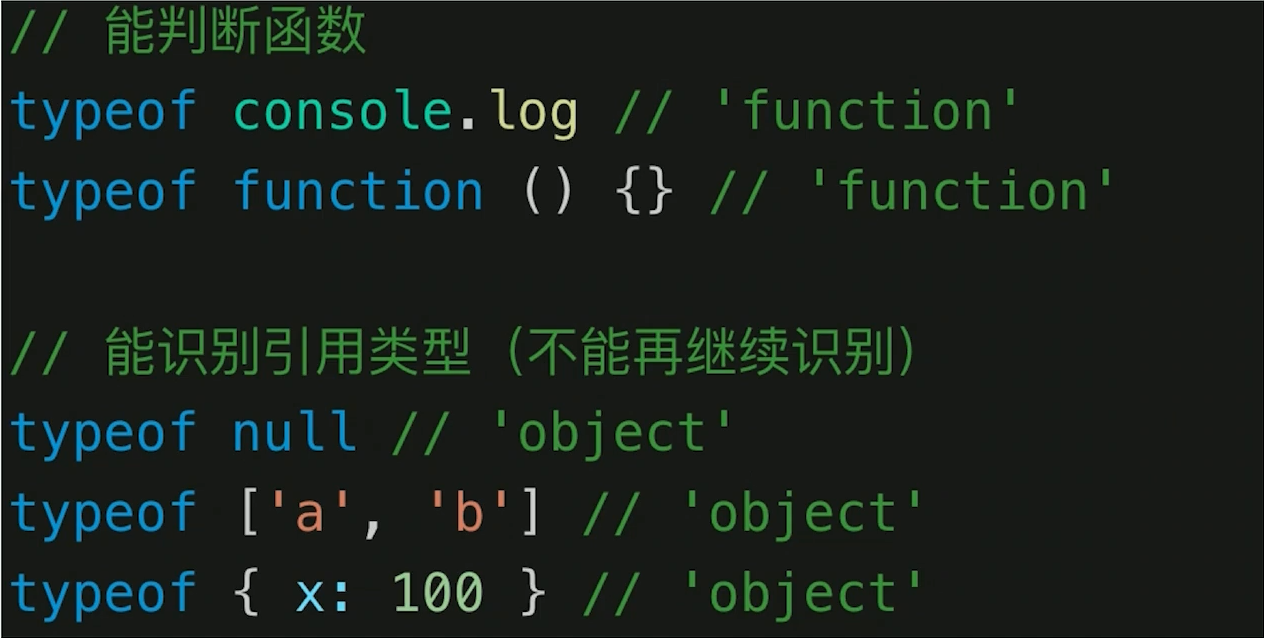 // 能判断函数
typeof console.log // 'function'
typeof function () {} // 'function'
// 能识别引用类型（不能再继续识别）
typeof null // 'object'
typeof ['a', 'b'] // 'object'
typeof { x: 100 } // 'object'